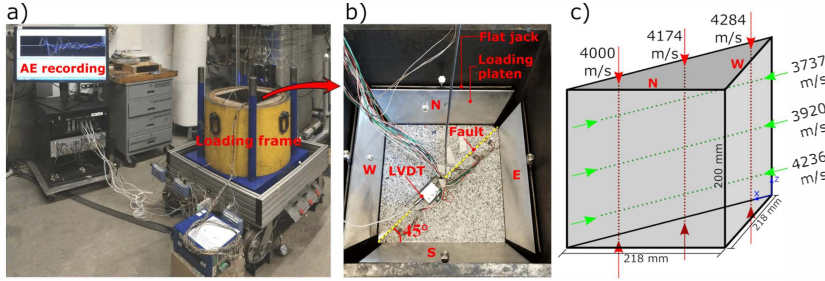 a)
AE recording
Loading frame
b)
Flat jack
Loading platen
N
Fault
W
LVDT
E
45°
S
c)
4000 m/s
4174 m/s
4284 m/s
N
W
3737 m/s
3920 m/s
4236 m/s
200 mm
z
x
218 mm
218 mm